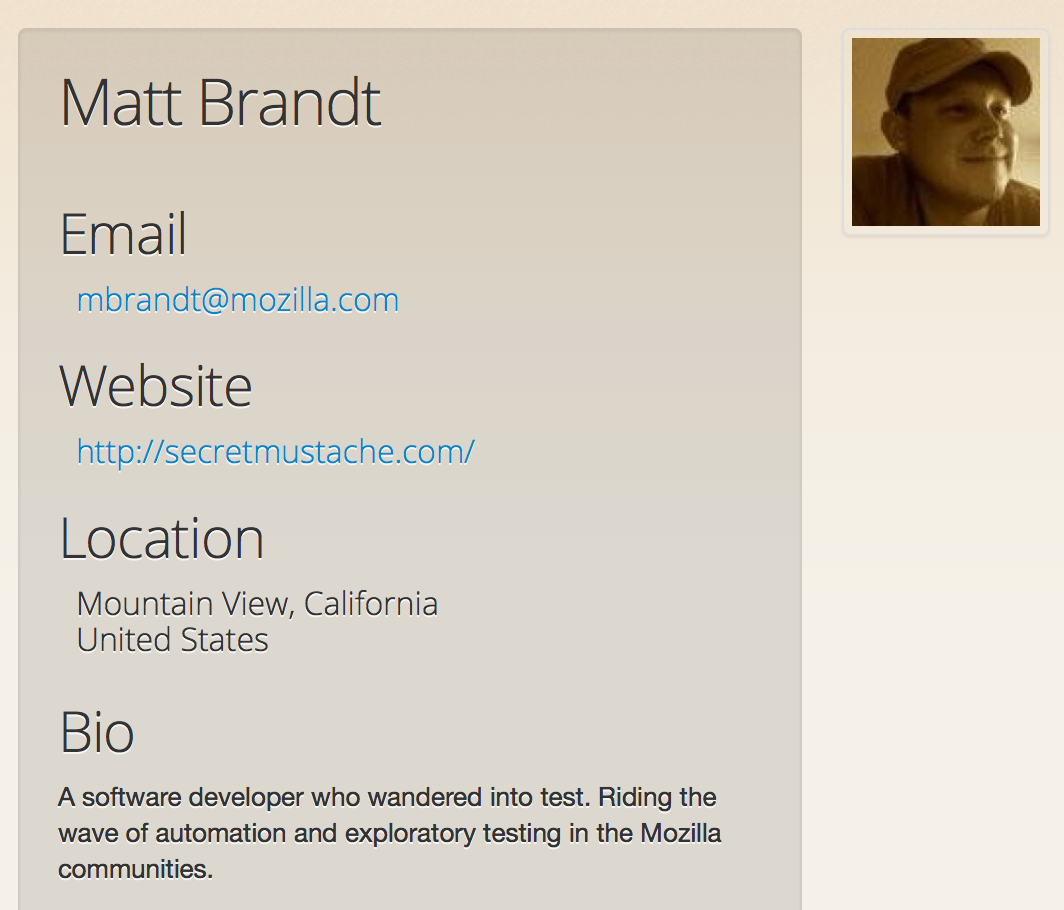 Matt Brandt
Email
mbrandt@mozilla.com
Website
http://secretmustache.com/
Location
Mountain View, California
United States
Bio
A software developer who wandered into test. Riding the
wave of automation and exploratory testing in the Mozilla
communities.